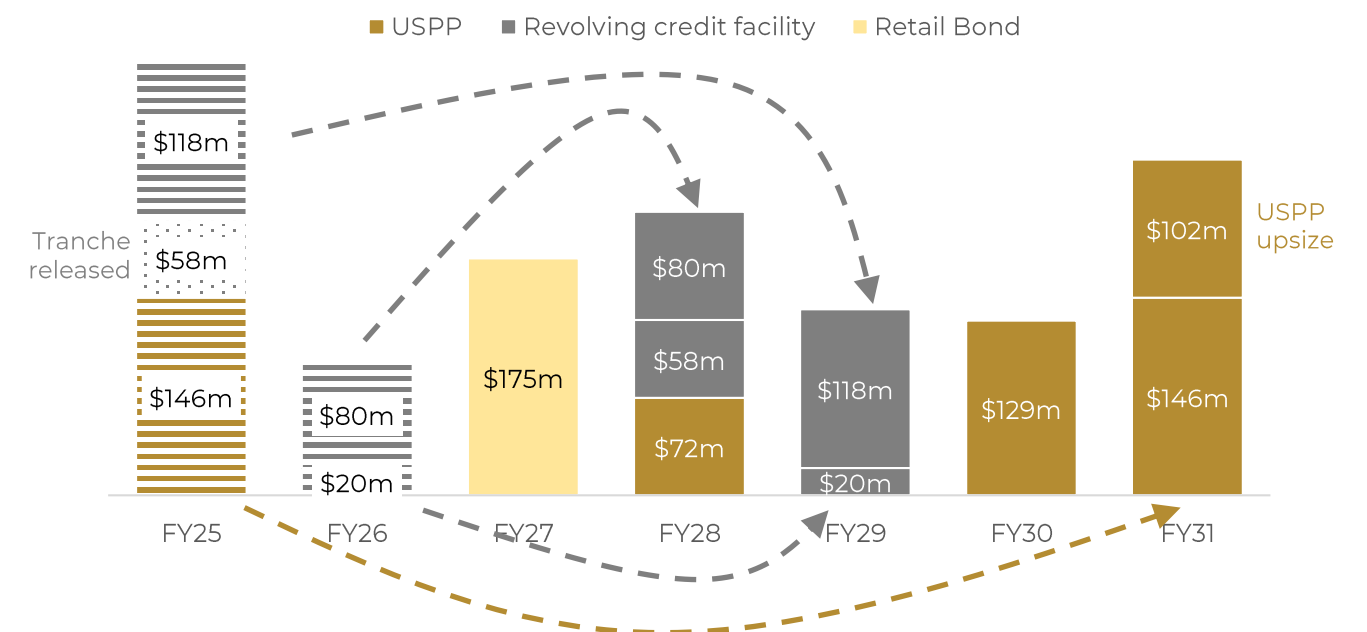 USPP Revolving credit facility Retail Bond
$118m
Tranche
released
$58m
$146m
$80m
$20m
$175m
$80m
$58m
$72m
$118m
$20m
$129m
$102m
$146m
USPP
upsize
FY25 FY26 FY27 FY28 FY29 FY30 FY31